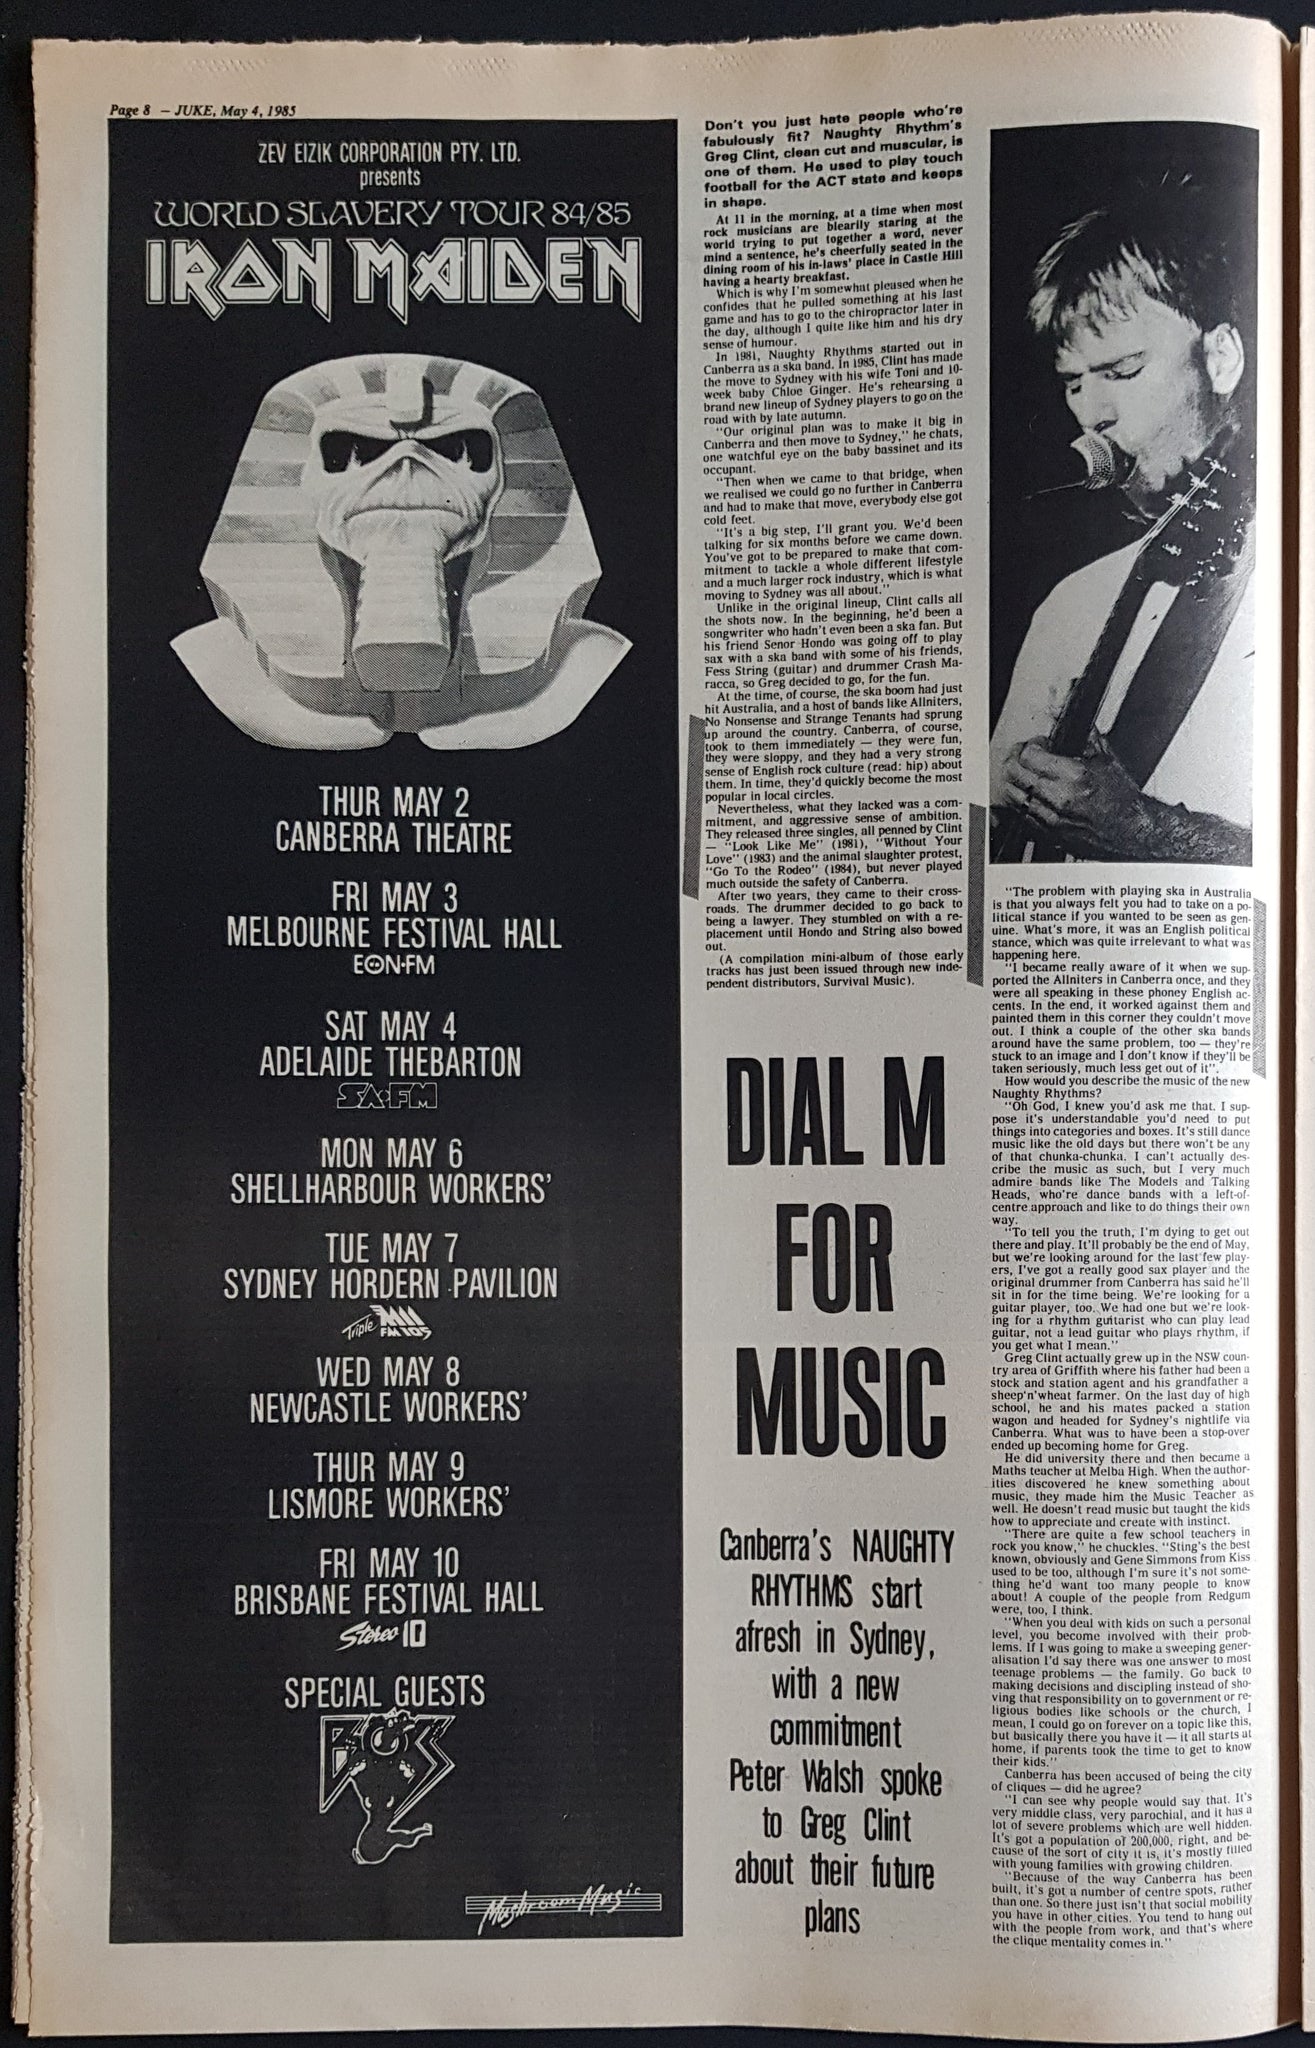 Page 8 — JUKE, May 4, 1985
ZEV EIZIK CORPORATION PTY. LTD.
presents
WORLD SLAVERY TOUR 84/85
IRON MAIDEN
THUR MAY 2
CANBERRA THEATRE
FRI MAY 3
MELBOURNE FESTIVAL HALL
EON·FM
SAT MAY 4
ADELAIDE THEBARTON
SA·FM
MON MAY 6
SHELLHARBOUR WORKERS'
TUE MAY 7
SYDNEY HORDERN PAVILION
Triple MMM
FM 105
WED MAY 8
NEWCASTLE WORKERS'
THUR MAY 9
LISMORE WORKERS'
FRI MAY 10
BRISBANE FESTIVAL HALL
Stereo 10
SPECIAL GUESTS
BOSS
Mushroom Music
Don't you just hate people who're
fabulously fit? Naughty Rhythm's
Greg Clint, clean cut and muscular, is
one of them. He used to play touch
football for the ACT state and keeps
in shape.
At 11 in the morning, at a time when most
rock musicians are blearily staring at the
world trying to put together a word, never
mind a sentence, he's cheerfully seated in the
dining room of his in-laws' place in Castle Hill
having a hearty breakfast.
Which is why I'm somewhat pleased when he
confides that he pulled something at his last
game and has to go to the chiropractor later in
the day, although I quite like him and his dry
sense of humour.
In 1981, Naughty Rhythms started out in
Canberra as a ska band. In 1985, Clint has made
the move to Sydney with his wife Toni and 10-
week baby Chloe Ginger. He's rehearsing a
brand new lineup of Sydney players to go on the
road with by late autumn.
"Our original plan was to make it big in
Canberra and then move to Sydney," he chats,
one watchful eye on the baby bassinet and its
occupant.
"Then when we came to that bridge, when
we realised we could go no further in Canberra
and had to make that move, everybody else got
cold feet.
"It's a big step, I'll grant you. We'd been
talking for six months before we came down.
You've got to be prepared to make that com-
mitment to tackle a whole different lifestyle
and a much larger rock industry, which is what
moving to Sydney was all about."
Unlike in the original lineup, Clint calls all
the shots now. In the beginning, he'd been a
songwriter who hadn't even been a ska fan. But
his friend Senor Hondo was going off to play
sax with a ska band with some of his friends,
Fess String (guitar) and drummer Crash Ma-
racca, so Greg decided to go, for the fun.
At the time, of course, the ska boom had just
hit Australia, and a host of bands like Allniters,
No Nonsense and Strange Tenants had sprung
up around the country. Canberra, of course,
took to them immediately — they were fun,
they were sloppy, and they had a very strong
sense of English rock culture (read: hip) about
them. In time, they'd quickly become the most
popular in local circles.
Nevertheless, what they lacked was a com-
mitment, and aggressive sense of ambition.
They released three singles, all penned by Clint
— "Look Like Me" (1981), "Without Your
Love" (1983) and the animal slaughter protest,
"Go To the Rodeo" (1984), but never played
much outside the safety of Canberra.
After two years, they came to their cross-
roads. The drummer decided to go back to
being a lawyer. They stumbled on with a re-
placement until Hondo and String also bowed
out.
(A compilation mini-album of those early
tracks has just been issued through new inde-
pendent distributors, Survival Music).
DIAL M
FOR
MUSIC
Canberra's NAUGHTY
RHYTHMS start
afresh in Sydney,
with a new
commitment
Peter Walsh spoke
to Greg Clint
about their future
plans
"The problem with playing ska in Australia
is that you always felt you had to take on a po-
litical stance if you wanted to be seen as gen-
uine. What's more, it was an English political
stance, which was quite irrelevant to what was
happening here.
"I became really aware of it when we sup-
ported the Allniters in Canberra once, and they
were all speaking in these phoney English ac-
cents. In the end, it worked against them and
painted them in this corner they couldn't move
out. I think a couple of the other ska bands
around have the same problem, too — they're
stuck to an image and I don't know if they'll be
taken seriously, much less get out of it".
How would you describe the music of the new
Naughty Rhythms?
"Oh God, I knew you'd ask me that. I sup-
pose it's understandable you'd need to put
things into categories and boxes. It's still dance
music like the old days but there won't be any
of that chunka-chunka. I can't actually des-
cribe the music as such, but I very much
admire bands like The Models and Talking
Heads, who're dance bands with a left-of-
centre approach and like to do things their own
way.
"To tell you the truth, I'm dying to get out
there and play. It'll probably be the end of May,
but we're looking around for the last few play-
ers, I've got a really good sax player and the
original drummer from Canberra has said he'll
sit in for the time being. We're looking for a
guitar player, too. We had one but we're look-
ing for a rhythm guitarist who can play lead
guitar, not a lead guitar who plays rhythm, if
you get what I mean."
Greg Clint actually grew up in the NSW coun-
try area of Griffith where his father had been a
stock and station agent and his grandfather a
sheep'n'wheat farmer. On the last day of high
school, he and his mates packed a station
wagon and headed for Sydney's nightlife via
Canberra. What was to have been a stop-over
ended up becoming home for Greg.
He did university there and then became a
Maths teacher at Melba High. When the author-
ities discovered he knew something about
music, they made him the Music Teacher as
well. He doesn't read music but taught the kids
how to appreciate and create with instinct.
"There are quite a few school teachers in
rock you know," he chuckles. "Sting's the best
known, obviously and Gene Simmons from Kiss
used to be too, although I'm sure it's not some-
thing he'd want too many people to know
about! A couple of the people from Redgum
were, too, I think.
"When you deal with kids on such a personal
level, you become involved with their prob-
lems. If I was going to make a sweeping gener-
alisation I'd say there was one answer to most
teenage problems — the family. Go back to
making decisions and discipling instead of sho-
ving that responsibility on to government or re-
ligious bodies like schools or the church, I
mean, I could go on forever on a topic like this,
but basically there you have it — it all starts at
home, if parents took the time to get to know
their kids."
Canberra has been accused of being the city
of cliques — did he agree?
"I can see why people would say that. It's
very middle class, very parochial, and it has a
lot of severe problems which are well hidden.
It's got a population of 200,000, right, and be-
cause of the sort of city it is, it's mostly filled
with young families with growing children.
"Because of the way Canberra has been
built, it's got a number of centre spots, rather
than one. So there just isn't that social mobility
you have in other cities. You tend to hang out
with the people from work, and that's where
the clique mentality comes in."